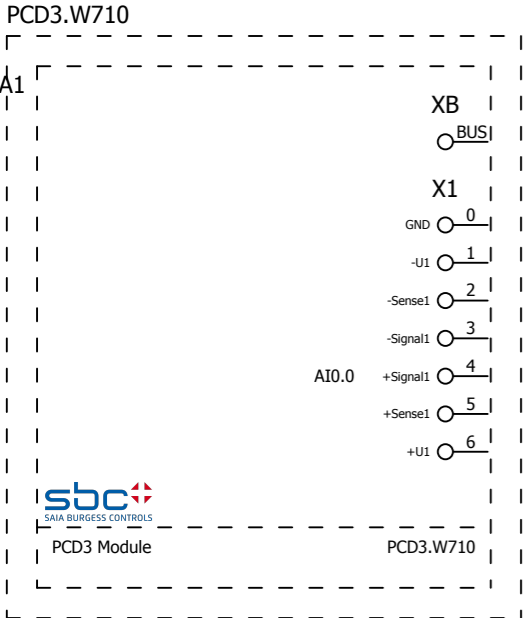 PCD3.W710
A1
XB
BUS
X1
GND 0
-U1 1
-Sense1 2
-Signal1 3
AI0.0 +Signal1 4
+Sense1 5
+U1 6
sbc
SAIA BURGESS CONTROLS
PCD3 Module PCD3.W710